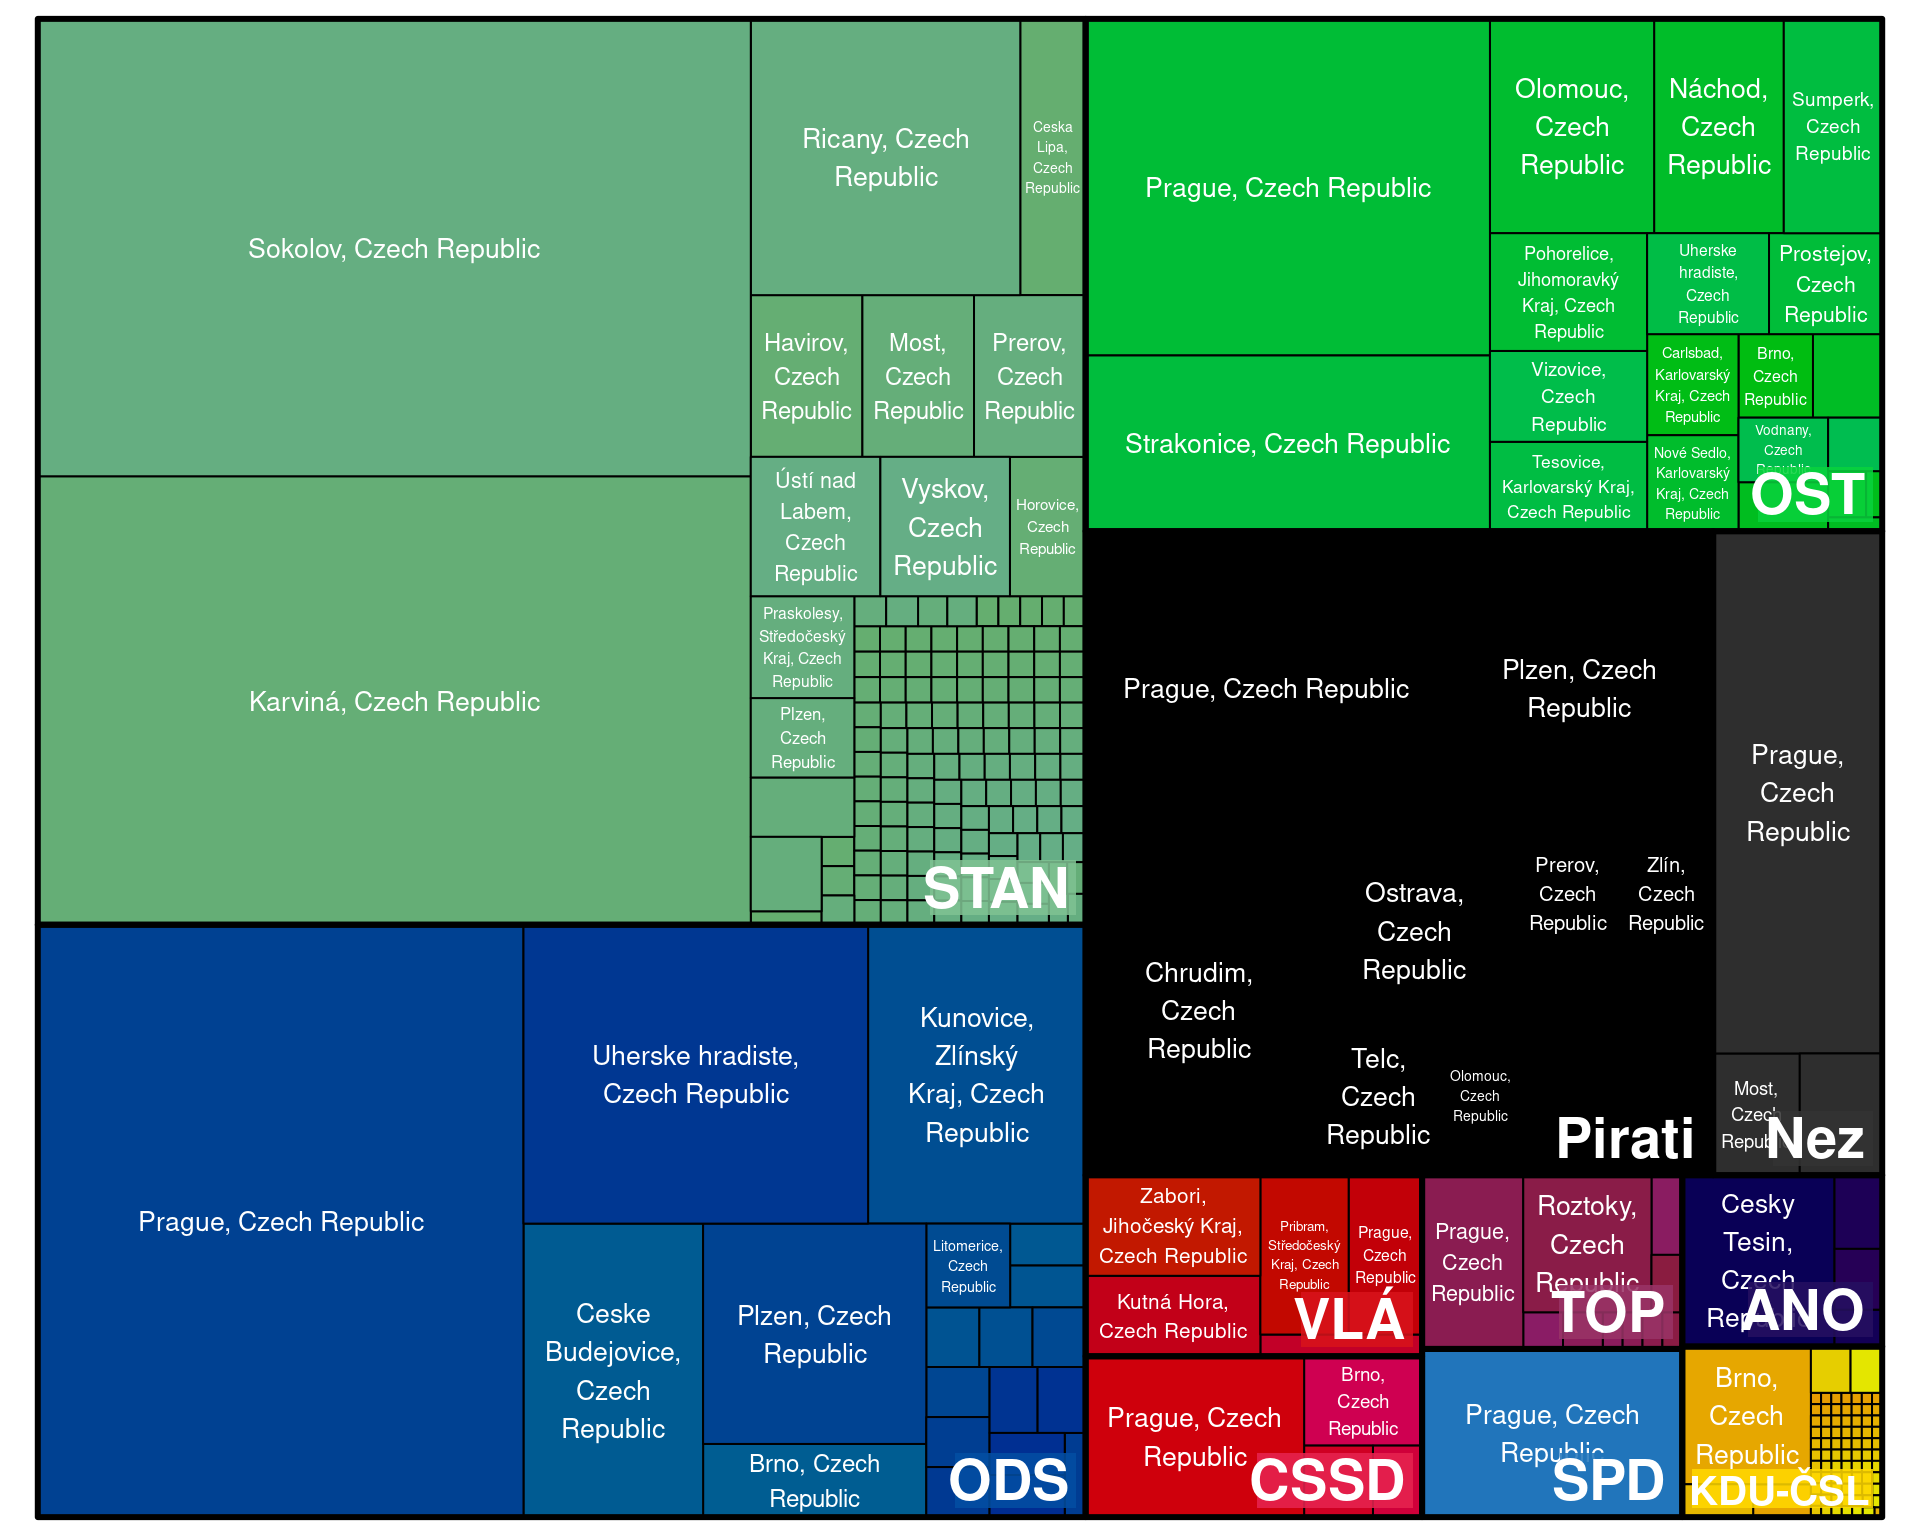 Sokolov, Czech Republic
Ricany, Czech
Republic
Ceska
Lipa,
Czech
Republic
Havirov,
Czech
Republic
Most,
Czech
Republic
Prerov,
Czech
Republic
Karviná, Czech Republic
Ústí nad
Labem,
Czech
Republic
Vyskov,
Czech
Republic
Horovice,
Czech
Republic
Praskolesy,
Středočeský
Kraj, Czech
Republic
Plzen,
Czech
Republic
STAN
Prague, Czech Republic
Uherske hradiste,
Czech Republic
Kunovice,
Zlínský
Kraj, Czech
Republic
Ceske
Budejovice,
Czech
Republic
Plzen, Czech
Republic
Brno, Czech
Republic
Litomerice,
Czech
Republic
ODS
Prague, Czech Republic
Strakonice, Czech Republic
Olomouc,
Czech
Republic
Náchod,
Czech
Republic
Sumperk,
Czech
Republic
Pohorelice,
Jihomoravký
Kraj, Czech
Republic
Uherske
hradiste,
Czech
Republic
Prostejov,
Czech
Republic
Vizovice,
Czech
Republic
Tesovice,
Karlovarský Kraj,
Czech Republic
Carlsbad,
Karlovarský
Kraj, Czech
Republic
Brno,
Czech
Republic
Nové Sedlo,
Karlovarský
Kraj, Czech
Republic
Vodnany,
Czech
Republic
OST
Prague, Czech Republic
Plzen, Czech
Republic
Chrudim,
Czech
Republic
Ostrava,
Czech
Republic
Prerov,
Czech
Republic
Zlín,
Czech
Republic
Telc,
Czech
Republic
Olomouc,
Czech
Republic
Pirati
Prague,
Czech
Republic
Most,
Czech
Republic
Nez
Zabori,
Jihočeský Kraj,
Czech Republic
Kutná Hora,
Czech Republic
Pribram,
Středočeský
Kraj, Czech
Republic
Prague,
Czech
Republic
VLÁ
Prague,
Czech
Republic
Roztoky,
Czech
Republic
TOP
Cesky
Tesin,
Czech
Republic
ANO
Prague, Czech
Republic
Brno,
Czech
Republic
CSSD
Prague, Czech
Republic
SPD
Brno,
Czech
Republic
KDU-ČSL